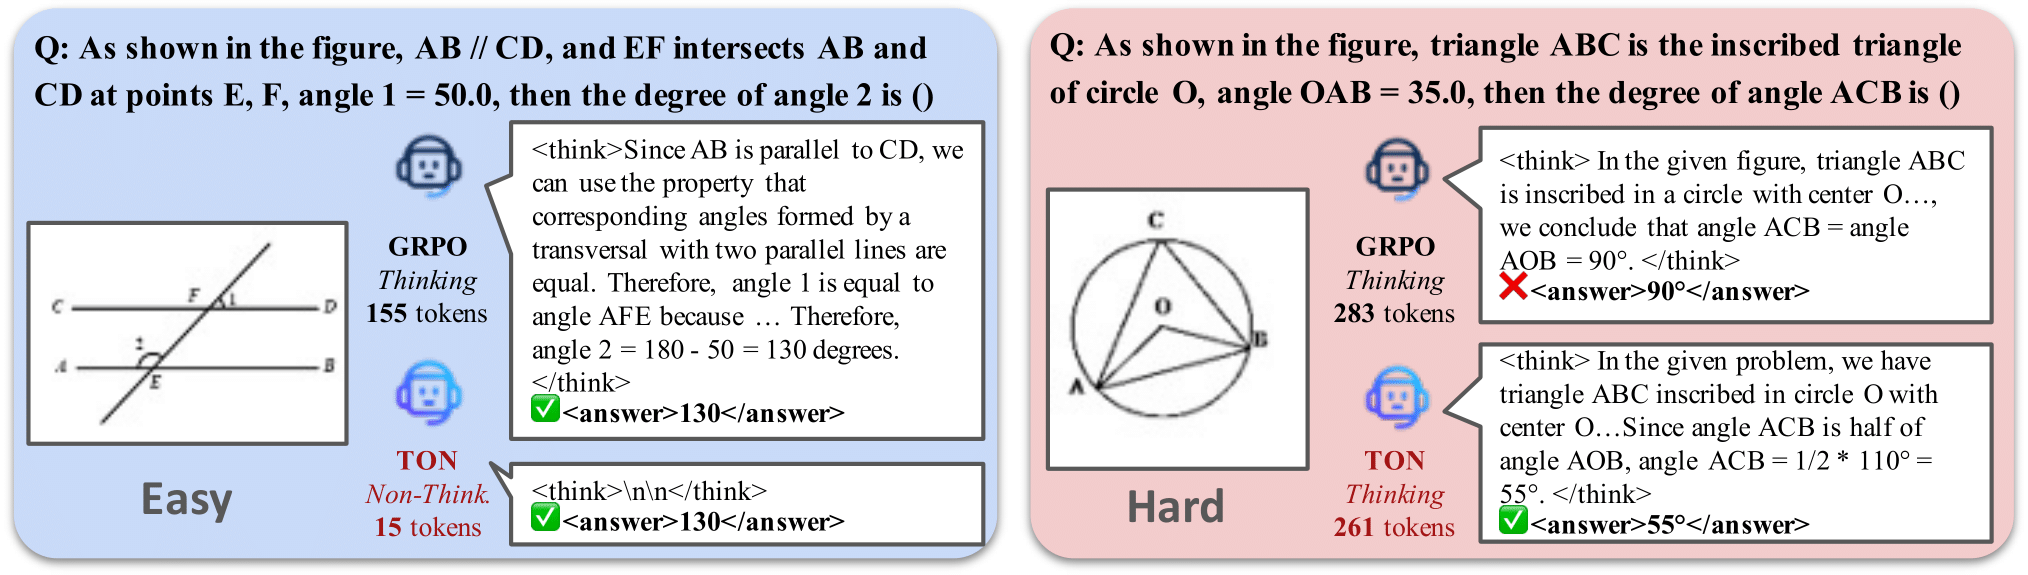 Q: As shown in the figure, AB // CD, and EF intersects AB and
CD at points E, F, angle 1 = 50.0, then the degree of angle 2 is ()
GRPO
Thinking
155 tokens
<think>Since AB is parallel to CD, we
can use the property that
corresponding angles formed by a
transversal with two parallel lines are
equal. Therefore, angle 1 is equal to
angle AFE because … Therefore,
angle 2 = 180 - 50 = 130 degrees.
</think>
<answer>130</answer>
C
F
1
D
2
A
E
B
TON
Non-Think.
15 tokens
<think>\n\n</think>
<answer>130</answer>
Easy
Q: As shown in the figure, triangle ABC is the inscribed triangle
of circle O, angle OAB = 35.0, then the degree of angle ACB is ()
GRPO
Thinking
283 tokens
<think> In the given figure, triangle ABC
is inscribed in a circle with center O…,
we conclude that angle ACB = angle
AOB = 90°. </think>
<answer>90°</answer>
C
O
B
A
TON
Thinking
261 tokens
<think> In the given problem, we have
triangle ABC inscribed in circle O with
center O…Since angle ACB is half of
angle AOB, angle ACB = 1/2 * 110° =
55°. </think>
<answer>55°</answer>
Hard